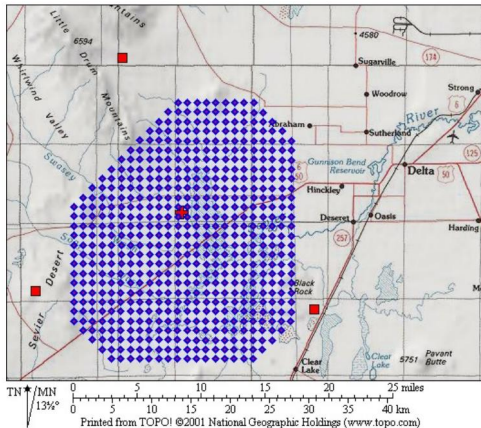 Little
Drum
Mountains
6594
Whirlwind
Valley
Swasey
4580
Sugarville
174
Strong
6
Woodrow
River
Abraham
Sutherland
Gunnison Bend
Reservoir
125
6
50
Delta
50
Hinckley
Deseret
Oasis
Harding
257
Sevier Desert
Black
Rock
Clear
Lake
Clear
Lake
5751
Pavant
Butte
TN MN
13½°
0 5 10 15 20 25 miles
0 5 10 15 20 25 30 35 40 km
Printed from TOPO! ©2001 National Geographic Holdings (www.topo.com)